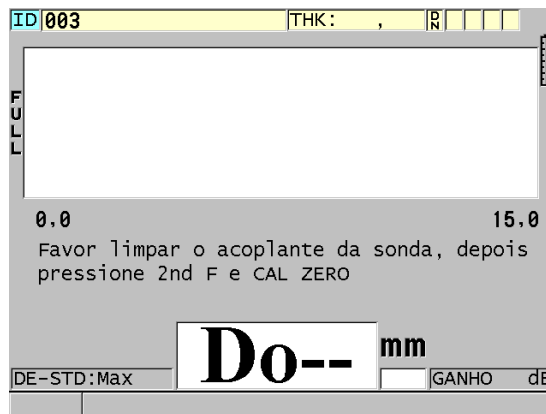 ID 003 THK: , DN
FULL
0,0 15,0
Favor limpar o acoplante da sonda, depois
pressione 2nd F e CAL ZERO
Do-- mm
DE-STD:Max GANHO dB